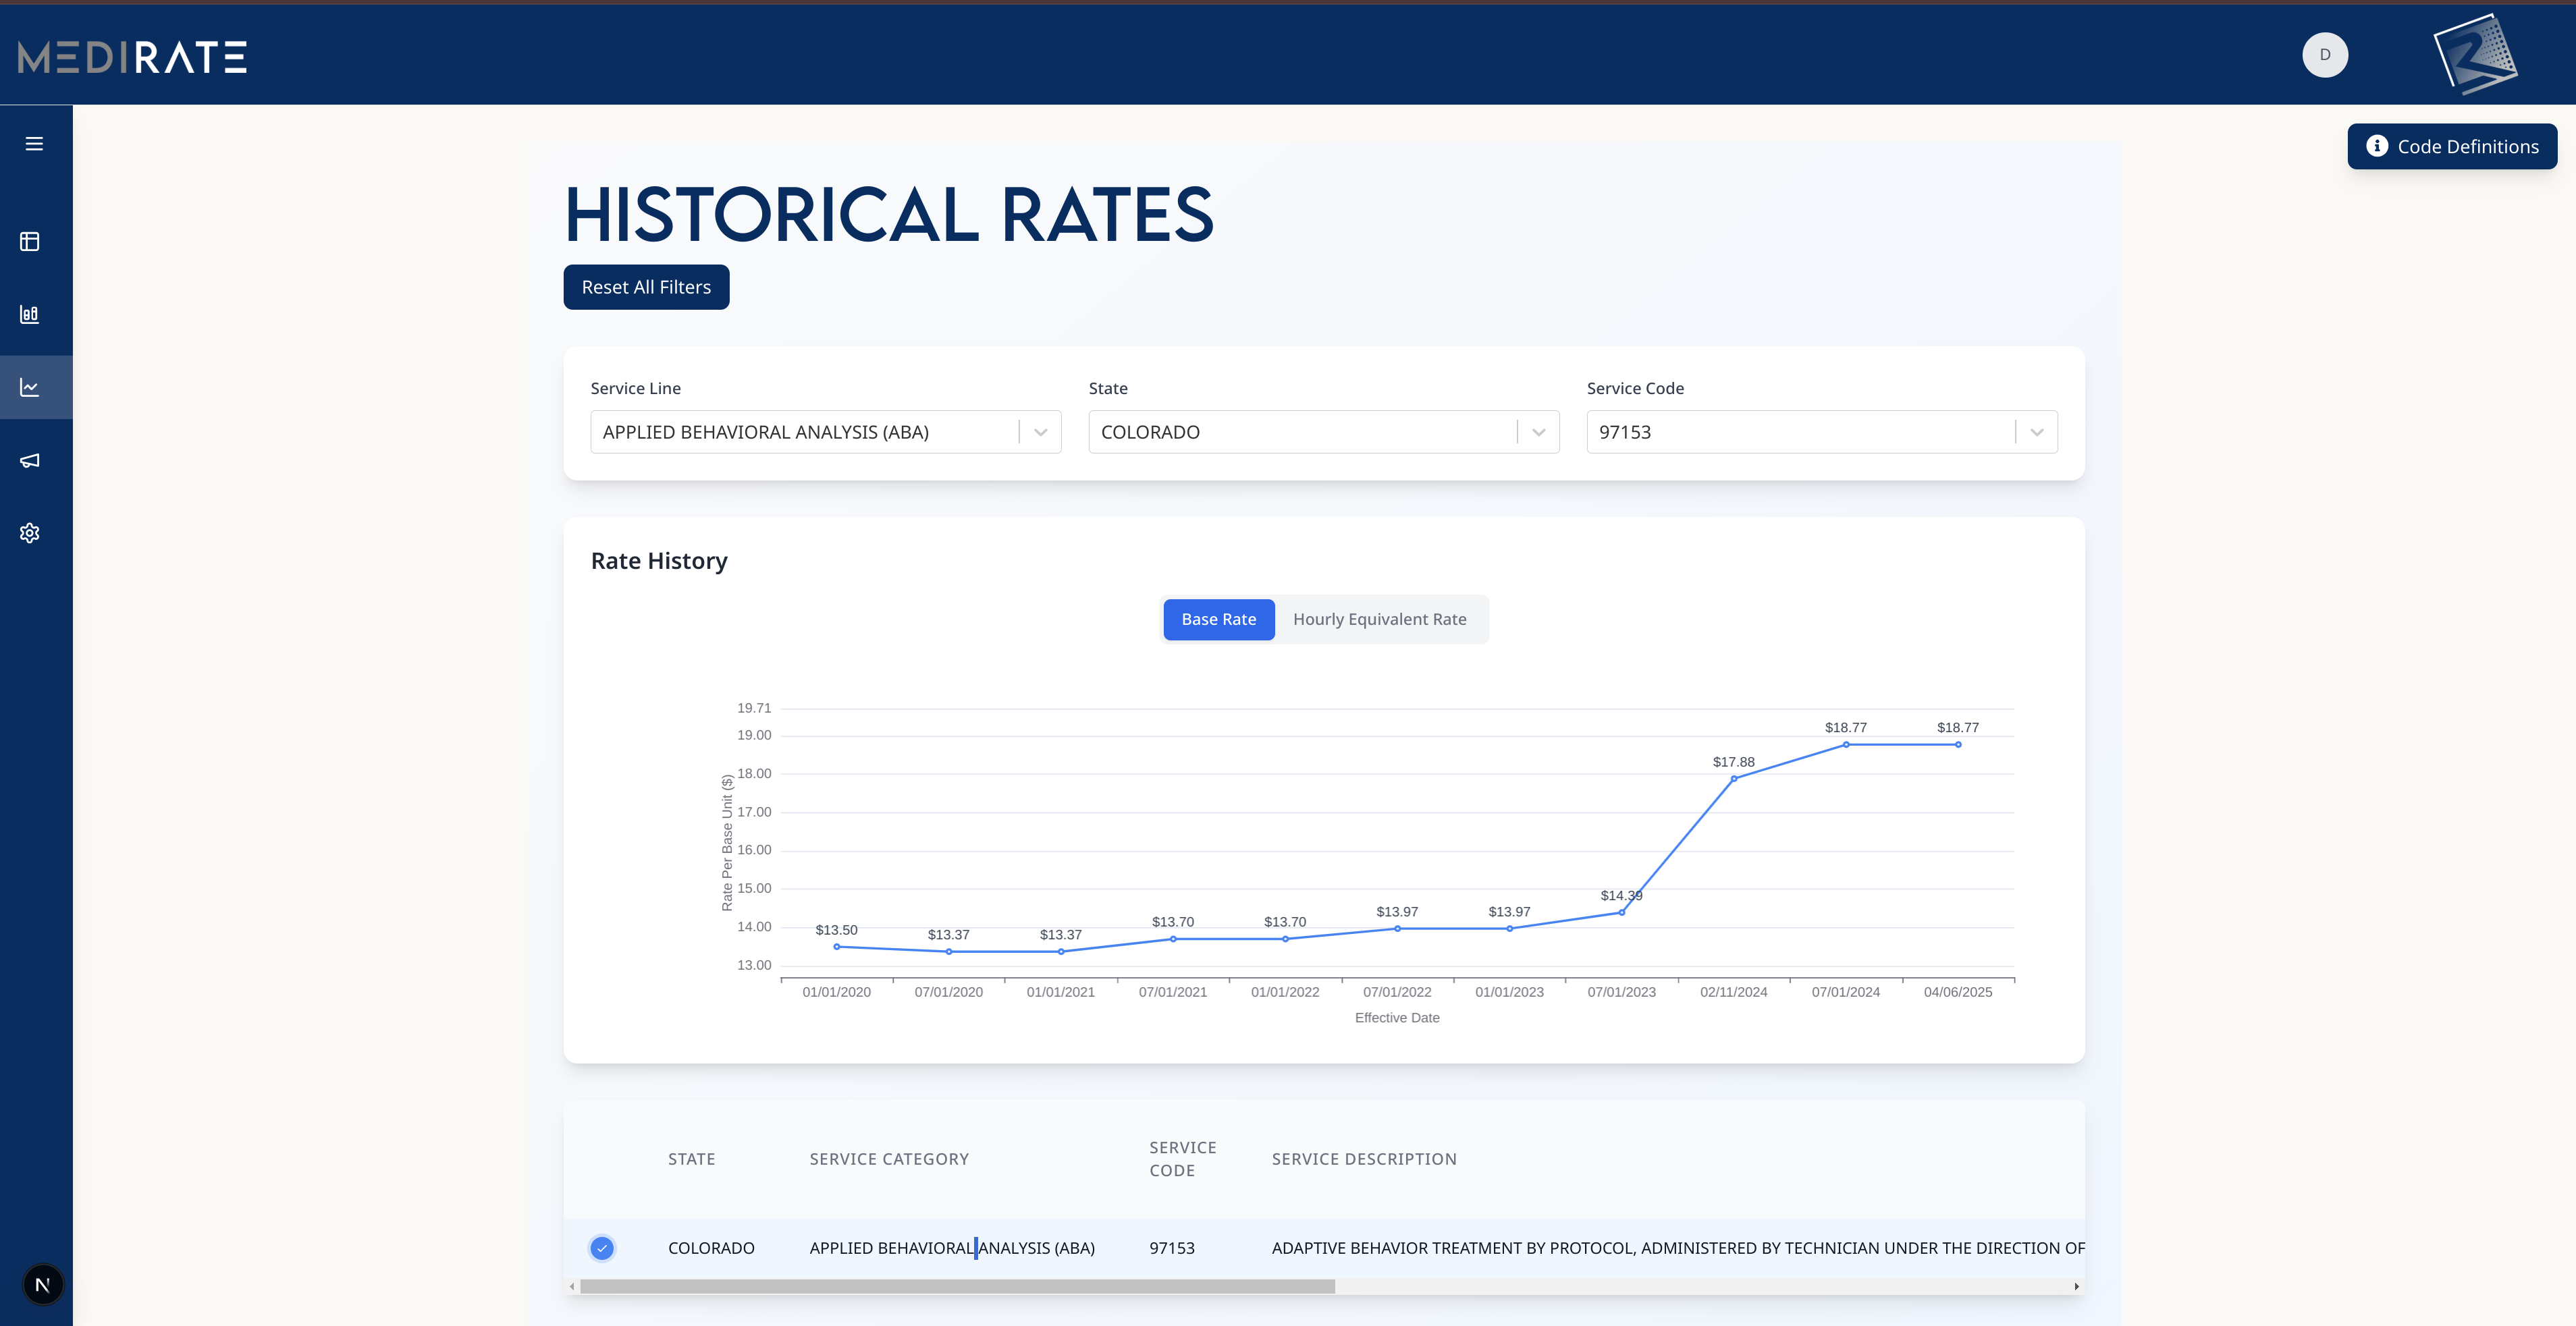 MEDIRATE
D
Code Definitions
HISTORICAL RATES
Reset All Filters
Service Line
State
Service Code
APPLIED BEHAVIORAL ANALYSIS (ABA)
COLORADO
97153
Rate History
Base Rate
Hourly Equivalent Rate
Rate Per Base Unit ($)
19.71
19.00
18.00
17.00
16.00
15.00
14.00
13.00
$13.50
$13.37
$13.37
$13.70
$13.70
$13.97
$13.97
$14.39
$17.88
$18.77
$18.77
01/01/2020
07/01/2020
01/01/2021
07/01/2021
01/01/2022
07/01/2022
01/01/2023
07/01/2023
02/11/2024
07/01/2024
04/06/2025
Effective Date
STATE
SERVICE CATEGORY
SERVICE
CODE
SERVICE DESCRIPTION
COLORADO
APPLIED BEHAVIORAL ANALYSIS (ABA)
97153
ADAPTIVE BEHAVIOR TREATMENT BY PROTOCOL, ADMINISTERED BY TECHNICIAN UNDER THE DIRECTION OF
N